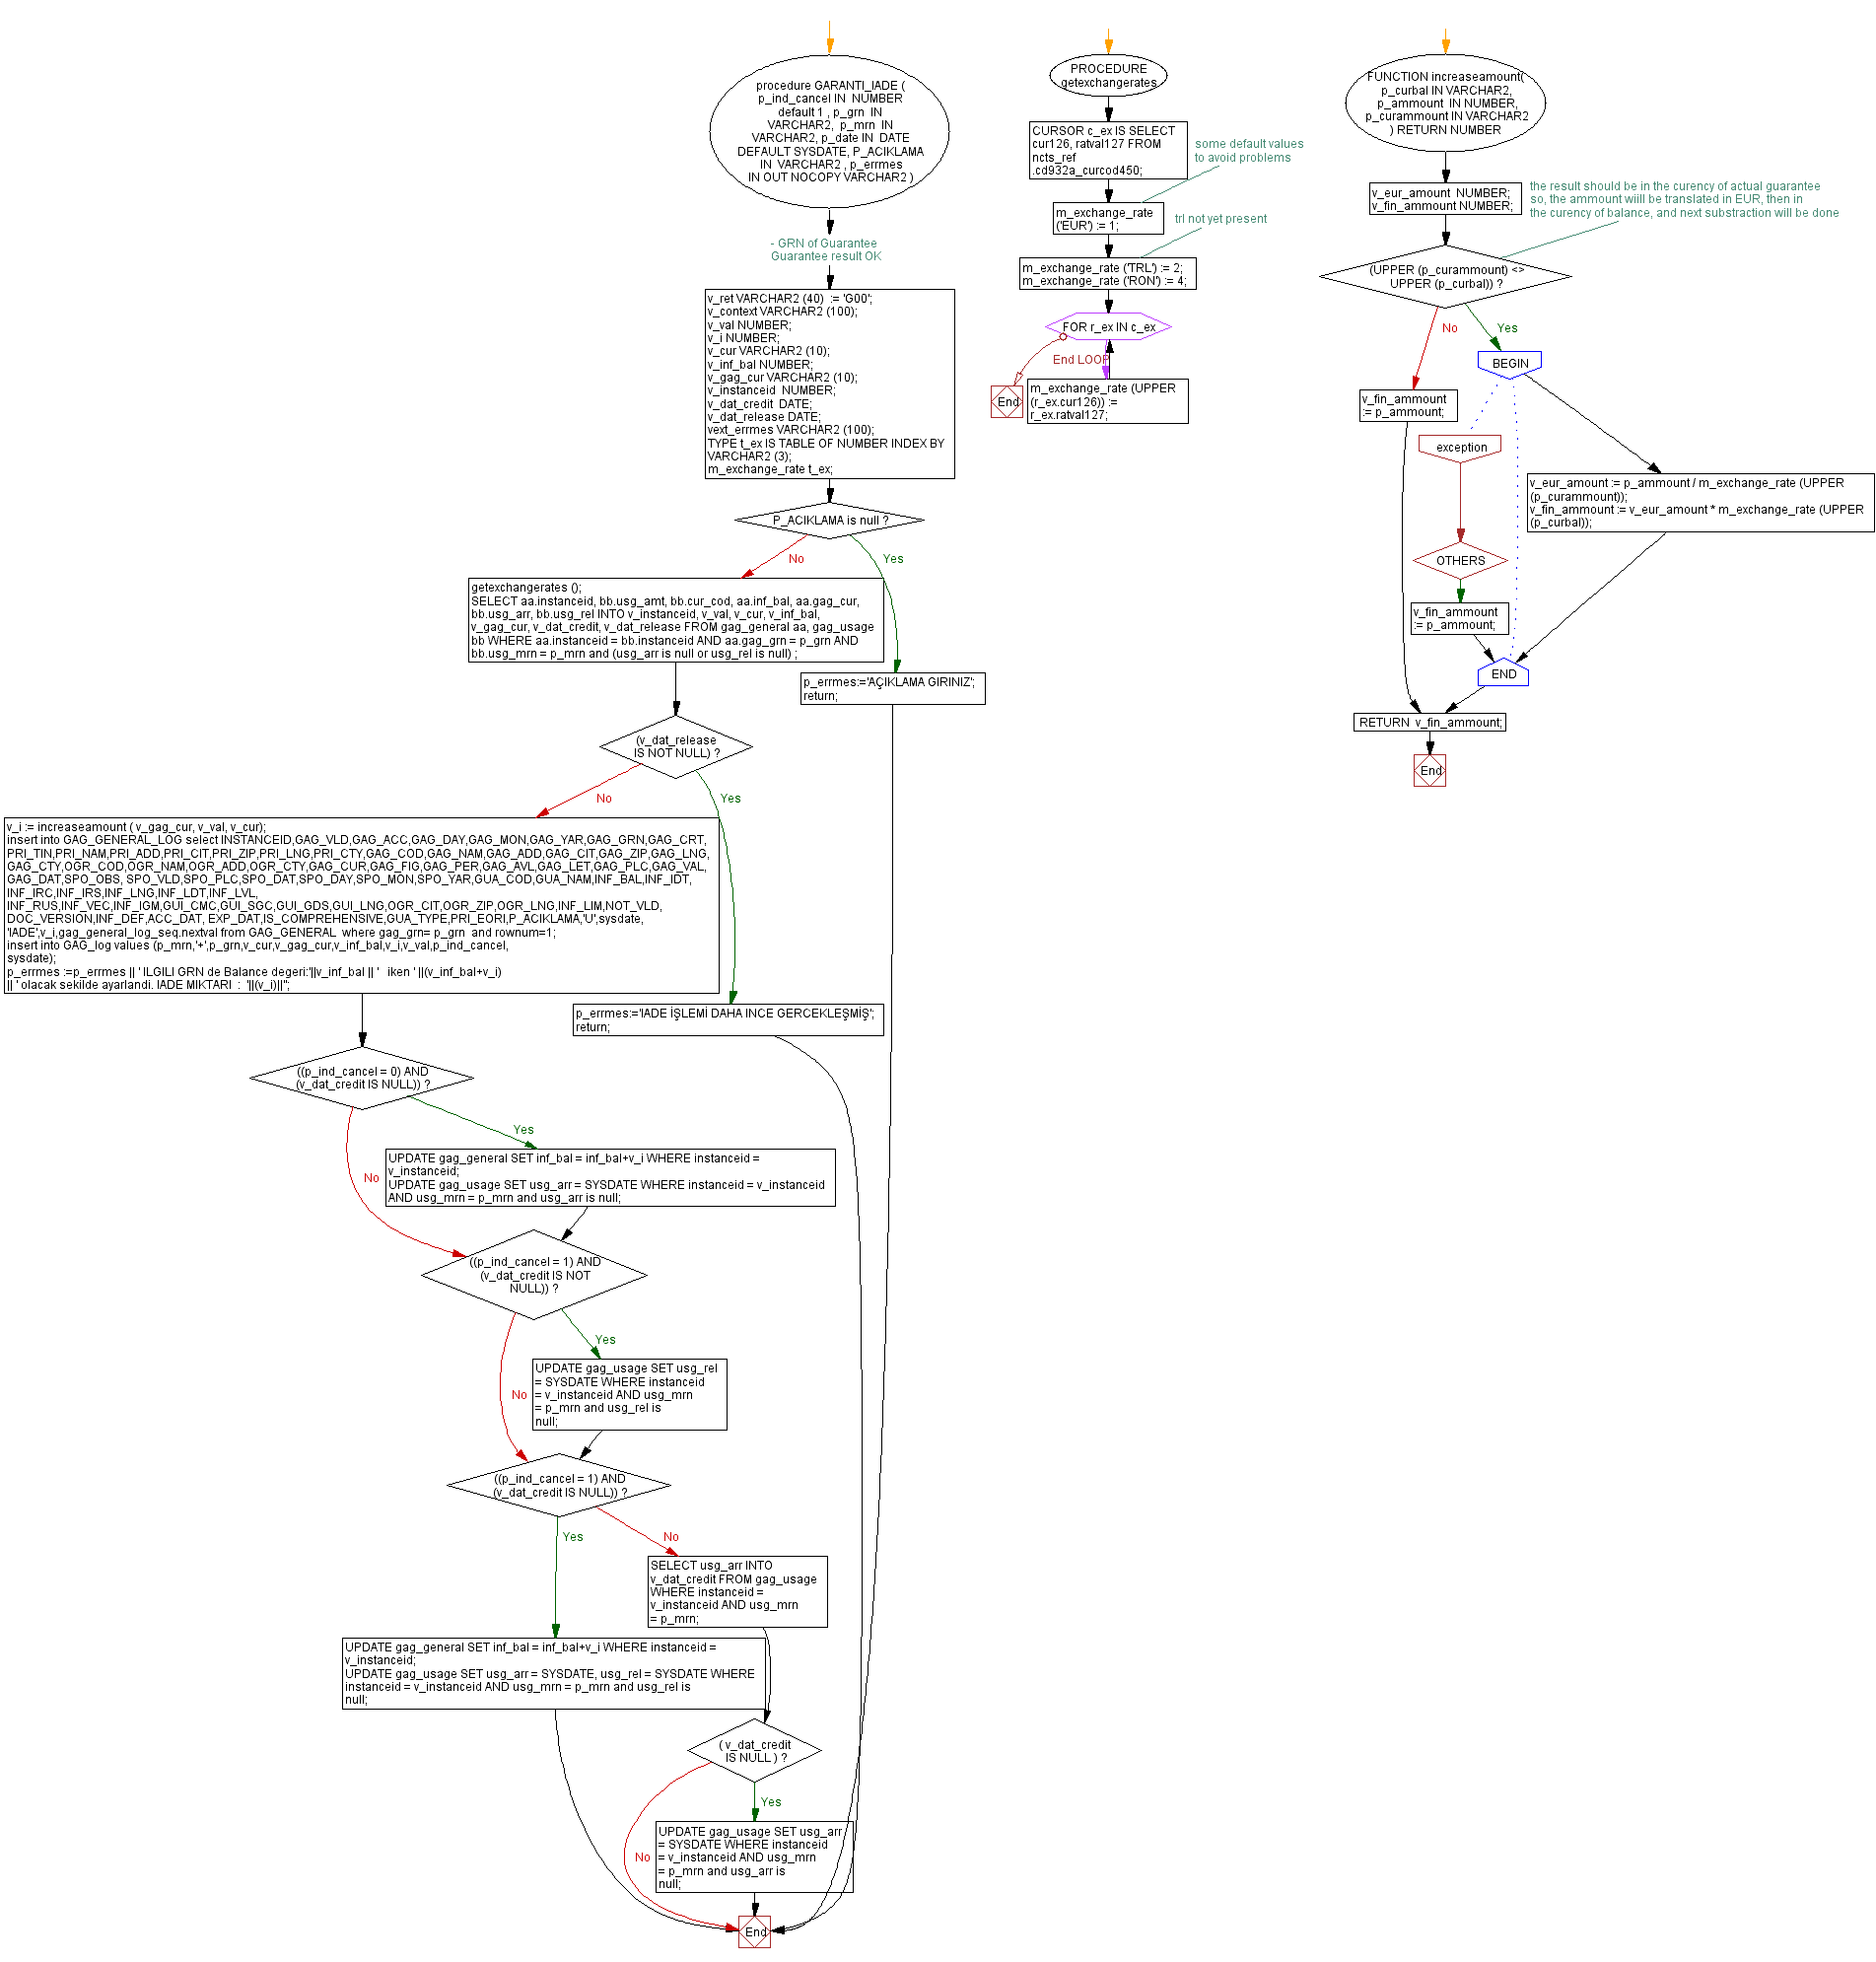 procedure GARANTI_IADE (
p_ind_cancel IN  NUMBER
default 1 , p_grn  IN
VARCHAR2,  p_mrn  IN
VARCHAR2, p_date IN  DATE
DEFAULT SYSDATE, P_ACIKLAMA
IN  VARCHAR2 , p_errmes
IN OUT NOCOPY VARCHAR2 )
- GRN of Guarantee
Guarantee result OK
v_ret VARCHAR2 (40)  := 'G00';
v_context VARCHAR2 (100);
v_val NUMBER;
v_i NUMBER;
v_cur VARCHAR2 (10);
v_inf_bal NUMBER;
v_gag_cur VARCHAR2 (10);
v_instanceid  NUMBER;
v_dat_credit  DATE;
v_dat_release DATE;
vext_errmes VARCHAR2 (100);
TYPE t_ex IS TABLE OF NUMBER INDEX BY
VARCHAR2 (3);
m_exchange_rate t_ex;
P_ACIKLAMA is null ?
No
Yes
getexchangerates ();
SELECT aa.instanceid, bb.usg_amt, bb.cur_cod, aa.inf_bal, aa.gag_cur,
bb.usg_arr, bb.usg_rel INTO v_instanceid, v_val, v_cur, v_inf_bal,
v_gag_cur, v_dat_credit, v_dat_release FROM gag_general aa, gag_usage
bb WHERE aa.instanceid = bb.instanceid AND aa.gag_grn = p_grn AND
bb.usg_mrn = p_mrn and (usg_arr is null or usg_rel is null) ;
p_errmes:='AÇIKLAMA GIRINIZ';
return;
(v_dat_release
IS NOT NULL) ?
No
Yes
v_i := increaseamount ( v_gag_cur, v_val, v_cur);
insert into GAG_GENERAL_LOG select INSTANCEID,GAG_VLD,GAG_ACC,GAG_DAY,GAG_MON,GAG_YAR,GAG_GRN,GAG_CRT,
PRI_TIN,PRI_NAM,PRI_ADD,PRI_CIT,PRI_ZIP,PRI_LNG,PRI_CTY,GAG_COD,GAG_NAM,GAG_ADD,GAG_CIT,GAG_ZIP,GAG_LNG,
GAG_CTY,OGR_COD,OGR_NAM,OGR_ADD,OGR_CTY,GAG_CUR,GAG_FIG,GAG_PER,GAG_AVL,GAG_LET,GAG_PLC,GAG_VAL,
GAG_DAT,SPO_OBS, SPO_VLD,SPO_PLC,SPO_DAT,SPO_DAY,SPO_MON,SPO_YAR,GUA_COD,GUA_NAM,INF_BAL,INF_IDT,
INF_IRC,INF_IRS,INF_LNG,INF_LDT,INF_LVL,
INF_RUS,INF_VEC,INF_IGM,GUI_CMC,GUI_SGC,GUI_GDS,GUI_LNG,OGR_CIT,OGR_ZIP,OGR_LNG,INF_LIM,NOT_VLD,
DOC_VERSION,INF_DEF,ACC_DAT, EXP_DAT,IS_COMPREHENSIVE,GUA_TYPE,PRI_EORI,P_ACIKLAMA,'U',sysdate,
'IADE',v_i,gag_general_log_seq.nextval from GAG_GENERAL  where gag_grn= p_grn  and rownum=1;
insert into GAG_log values (p_mrn,'+',p_grn,v_cur,v_gag_cur,v_inf_bal,v_i,v_val,p_ind_cancel,
sysdate);
p_errmes :=p_errmes || ' ILGILI GRN de Balance degeri:'||v_inf_bal || '   iken ' ||(v_inf_bal+v_i)
|| ' olacak sekilde ayarlandi. IADE MIKTARI  :  '||(v_i)||'';
p_errmes:='IADE İŞLEMİ DAHA INCE GERCEKLEŞMİŞ';
return;
((p_ind_cancel = 0) AND
(v_dat_credit IS NULL)) ?
Yes
No
UPDATE gag_general SET inf_bal = inf_bal+v_i WHERE instanceid =
v_instanceid;
UPDATE gag_usage SET usg_arr = SYSDATE WHERE instanceid = v_instanceid
AND usg_mrn = p_mrn and usg_arr is null;
((p_ind_cancel = 1) AND
(v_dat_credit IS NOT
NULL)) ?
Yes
No
UPDATE gag_usage SET usg_rel
= SYSDATE WHERE instanceid
= v_instanceid AND usg_mrn
= p_mrn and usg_rel is
null;
((p_ind_cancel = 1) AND
(v_dat_credit IS NULL)) ?
Yes
No
SELECT usg_arr INTO
v_dat_credit FROM gag_usage
WHERE instanceid =
v_instanceid AND usg_mrn
= p_mrn;
UPDATE gag_general SET inf_bal = inf_bal+v_i WHERE instanceid =
v_instanceid;
UPDATE gag_usage SET usg_arr = SYSDATE, usg_rel = SYSDATE WHERE
instanceid = v_instanceid AND usg_mrn = p_mrn and usg_rel is
null;
( v_dat_credit
IS NULL ) ?
Yes
No
UPDATE gag_usage SET usg_arr
= SYSDATE WHERE instanceid
= v_instanceid AND usg_mrn
= p_mrn and usg_arr is
null;
End
PROCEDURE
getexchangerates
CURSOR c_ex IS SELECT
cur126, ratval127 FROM
ncts_ref
.cd932a_curcod450;
some default values
to avoid problems
m_exchange_rate
('EUR') := 1;
trl not yet present
m_exchange_rate ('TRL') := 2;
m_exchange_rate ('RON') := 4;
FOR r_ex IN c_ex
End LOOP
End
m_exchange_rate (UPPER
(r_ex.cur126)) :=
r_ex.ratval127;
FUNCTION increaseamount(
p_curbal IN VARCHAR2,
p_ammount  IN NUMBER,
p_curammount IN VARCHAR2
) RETURN NUMBER
v_eur_amount  NUMBER;
v_fin_ammount NUMBER;
the result should be in the curency of actual guarantee
so, the ammount wiill be translated in EUR, then in
the curency of balance, and next substraction will be done
(UPPER (p_curammount) <>
UPPER (p_curbal)) ?
No
Yes
BEGIN
v_fin_ammount
:= p_ammount;
exception
v_eur_amount := p_ammount / m_exchange_rate (UPPER
(p_curammount));
v_fin_ammount := v_eur_amount * m_exchange_rate (UPPER
(p_curbal));
OTHERS
v_fin_ammount
:= p_ammount;
END
RETURN  v_fin_ammount;
End